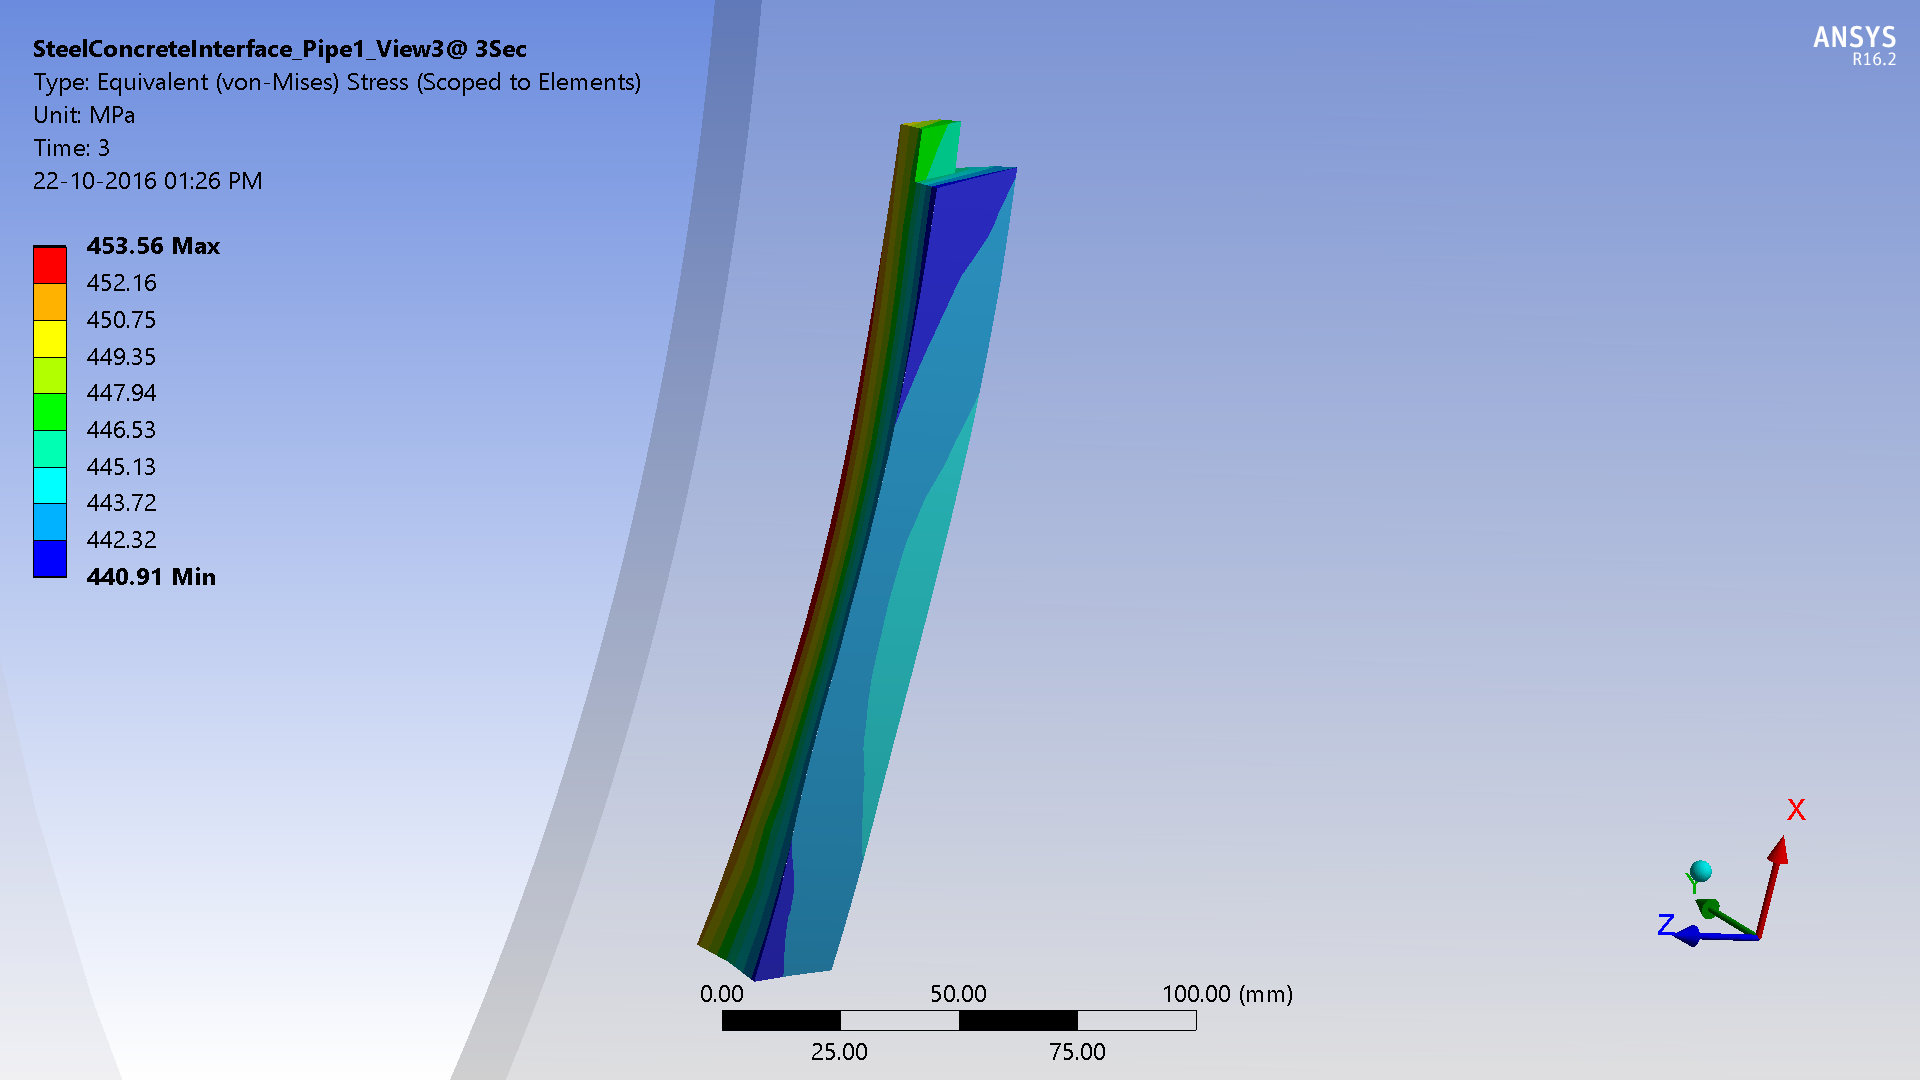 SteelConcreteInterface_Pipe1_View3@ 3Sec
Type: Equivalent (von-Mises) Stress (Scoped to Elements)
Unit: MPa
Time: 3
22-10-2016 01:26 PM
ANSYS
R16.2
453.56 Max
452.16
450.75
449.35
447.94
446.53
445.13
443.72
442.32
440.91 Min
X
Y
Z
0.00 50.00 100.00 (mm)
25.00 75.00